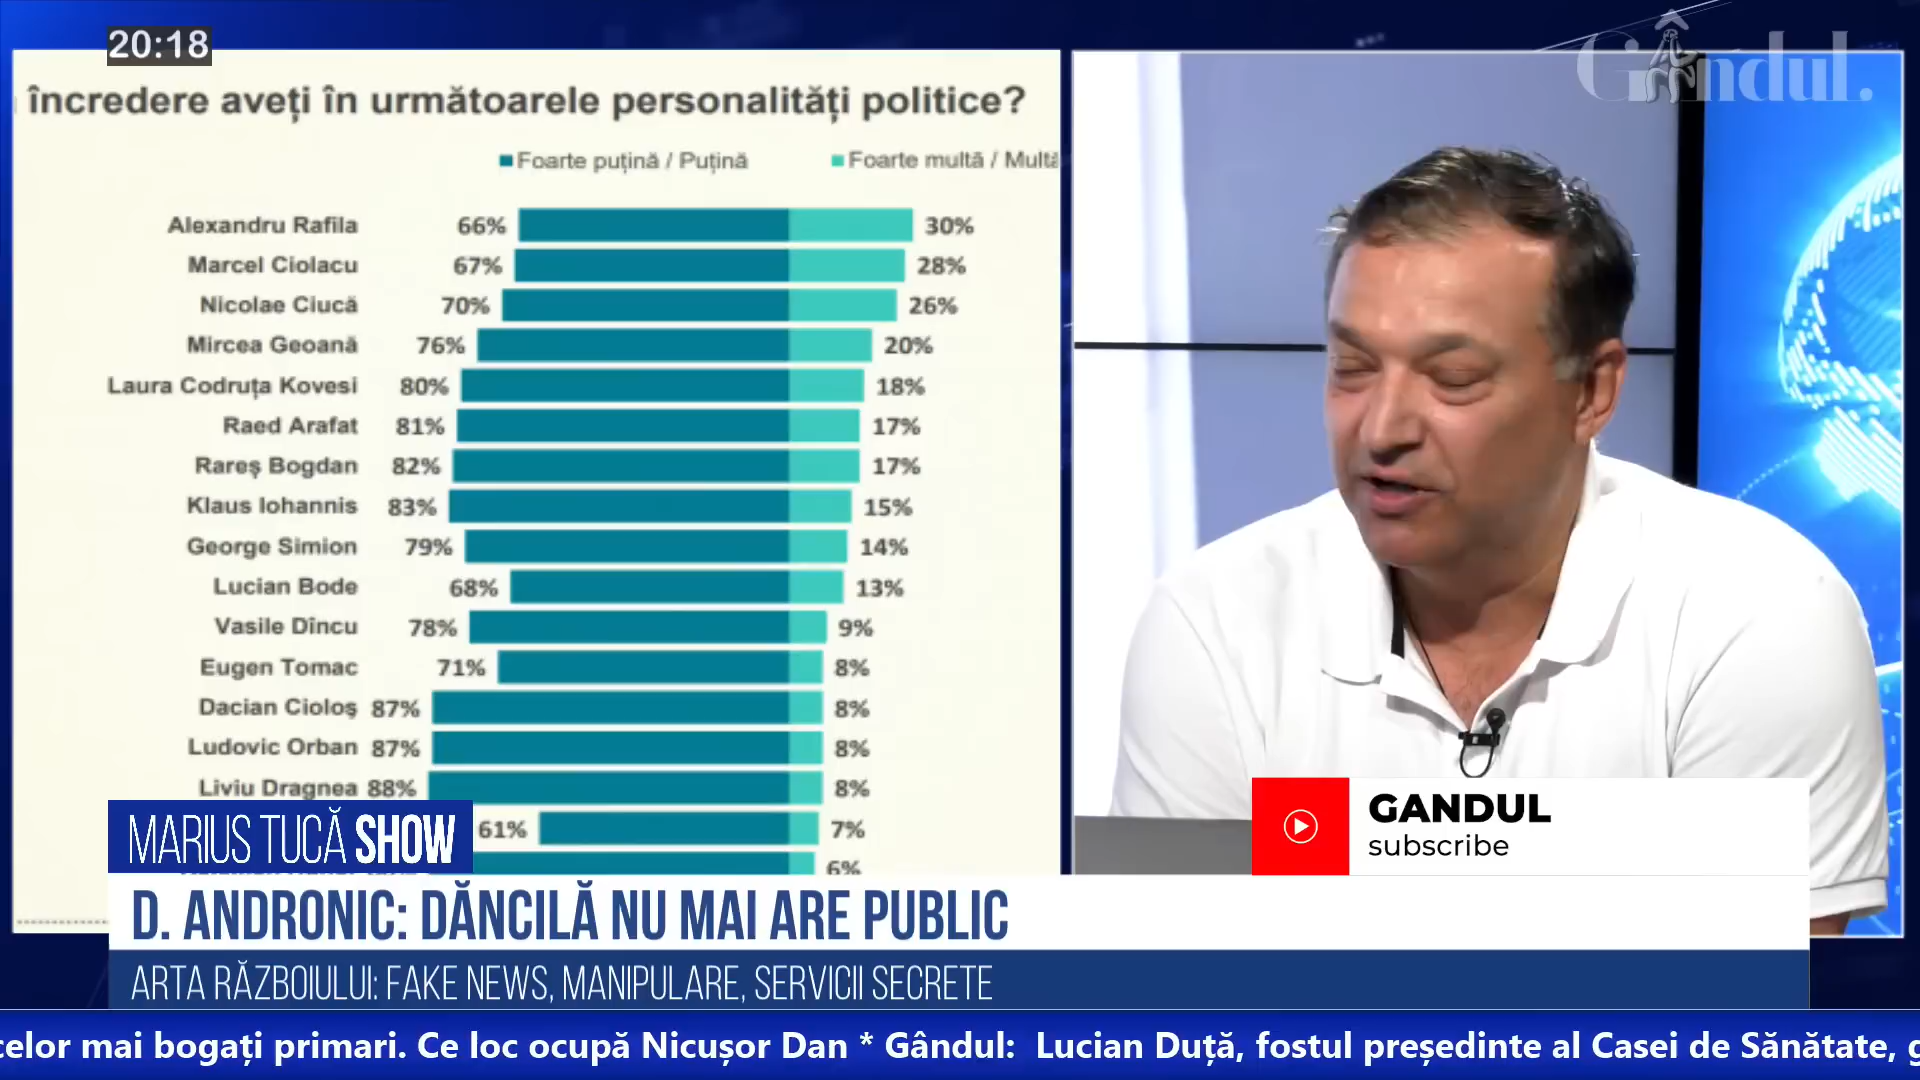 20:18
încredere aveți în următoarele personalități politice?
Foarte puțină / Puțină Foarte multă / Multă
Alexandru Rafila 66% 30%
Marcel Ciolacu 67% 28%
Nicolae Ciucă 70% 26%
Mircea Geoană 76% 20%
Laura Codruța Kovesi 80% 18%
Raed Arafat 81% 17%
Rareș Bogdan 82% 17%
Klaus Iohannis 83% 15%
George Simion 79% 14%
Lucian Bode 68% 13%
Vasile Dîncu 78% 9%
Eugen Tomac 71% 8%
Dacian Cioloș 87% 8%
Ludovic Orban 87% 8%
Liviu Dragnea 88% 8%
61% 7%
6%
Gândul.
GANDUL
subscribe
MARIUS TUCĂ SHOW
D. ANDRONIC: DĂNCILĂ NU MAI ARE PUBLIC
ARTA RĂZBOIULUI: FAKE NEWS, MANIPULARE, SERVICII SECRETE
celor mai bogați primari. Ce loc ocupă Nicușor Dan * Gândul: Lucian Duță, fostul președinte al Casei de Sănătate, g